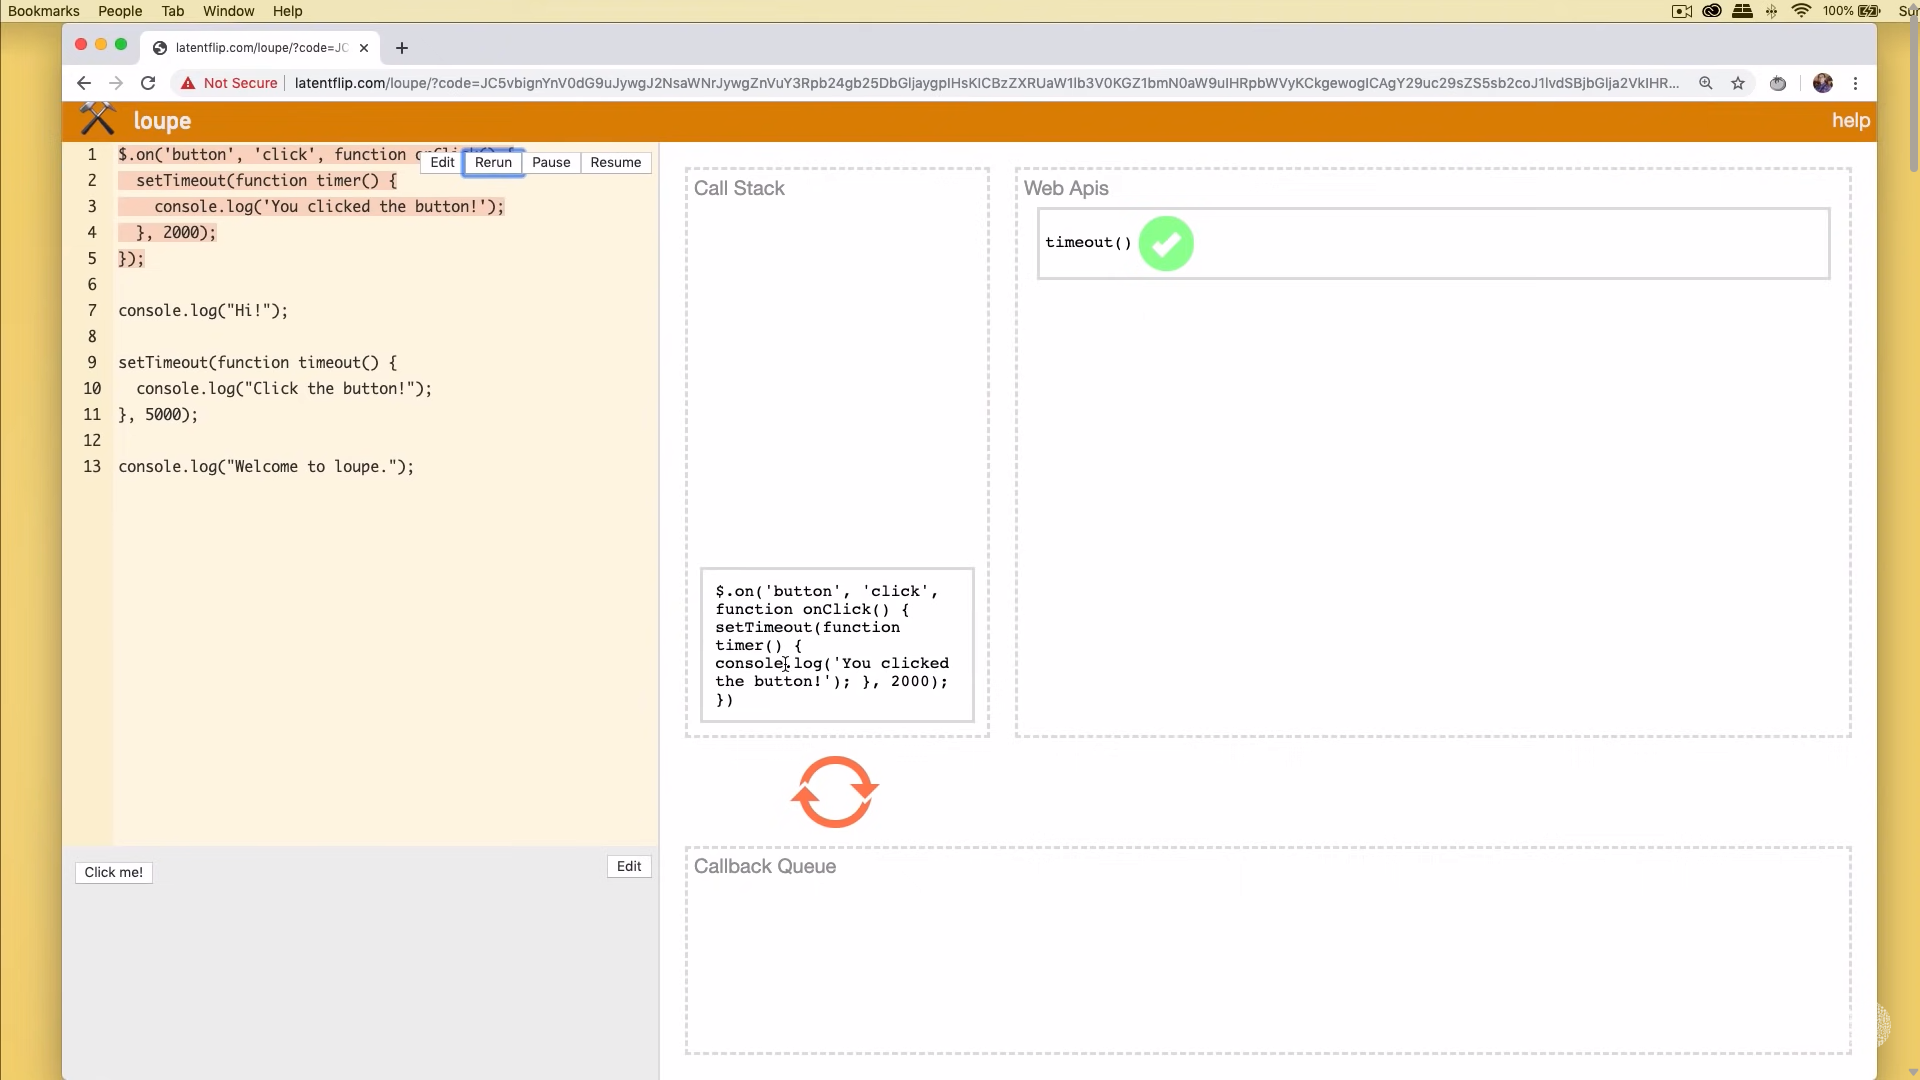 Bookmarks People Tab Window Help
100%
latentflip.com/loupe/?code=JC
Not Secure latentflip.com/loupe/?code=JC5vbignYnV0dG9uJywgJ2NsaWNrJywgZnVuY3Rpb24gb25DbGljaygpIHsKICBzZXRUaW1lb3V0KGZ1bmN0aW9uIHRpbWVyKCkgewogICAgY29uc29sZS5sb2coJ1lvdSBjbGlja2VkIHR...
loupe
help
1 $.on('button', 'click', function
2 setTimeout(function timer() {
3 console.log('You clicked the button!');
4 }, 2000);
5 });
6
7 console.log("Hi!");
8
9 setTimeout(function timeout() {
10 console.log("Click the button!");
11 }, 5000);
12
13 console.log("Welcome to loupe.");
Edit Rerun Pause Resume
Call Stack
$.on('button', 'click',
function onClick() {
setTimeout(function
timer() {
console.log('You clicked
the button!'); }, 2000);
})
Web Apis
timeout()
Callback Queue
Click me!
Edit